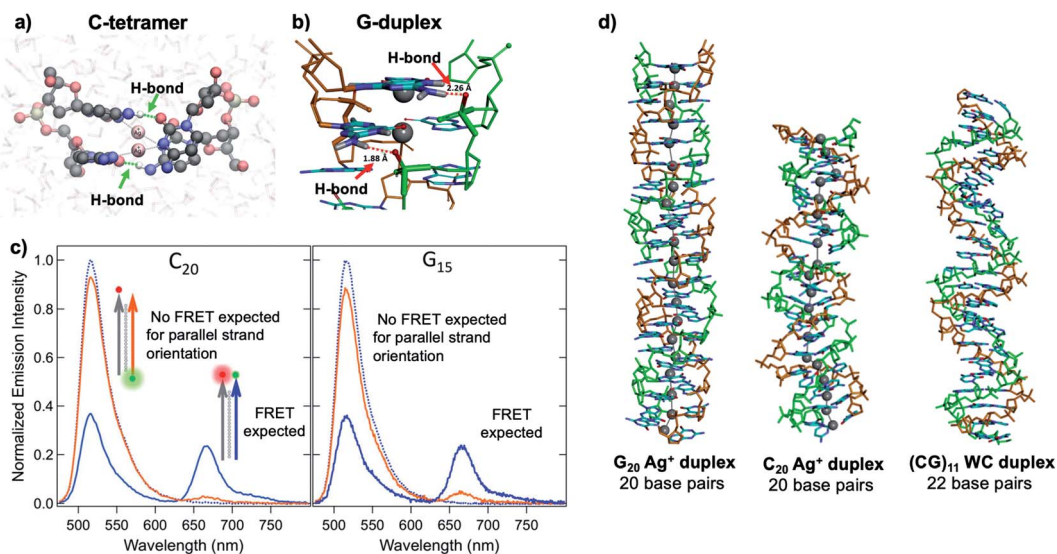 a)
C-tetramer
H-bond
H-bond
b)
G-duplex
H-bond
2.26 Å
1.88 Å
H-bond
c)
Normalized Emission Intensity
1.0
0.8
0.6
0.4
0.2
0.0
C20
No FRET expected
for parallel strand
orientation
FRET
expected
500 550 600 650 700 750
Wavelength (nm)
G15
No FRET expected
for parallel strand
orientation
FRET
expected
500 550 600 650 700 750
Wavelength (nm)
d)
G20 Ag+ duplex
20 base pairs
C20 Ag+ duplex
20 base pairs
(CG)11 WC duplex
22 base pairs